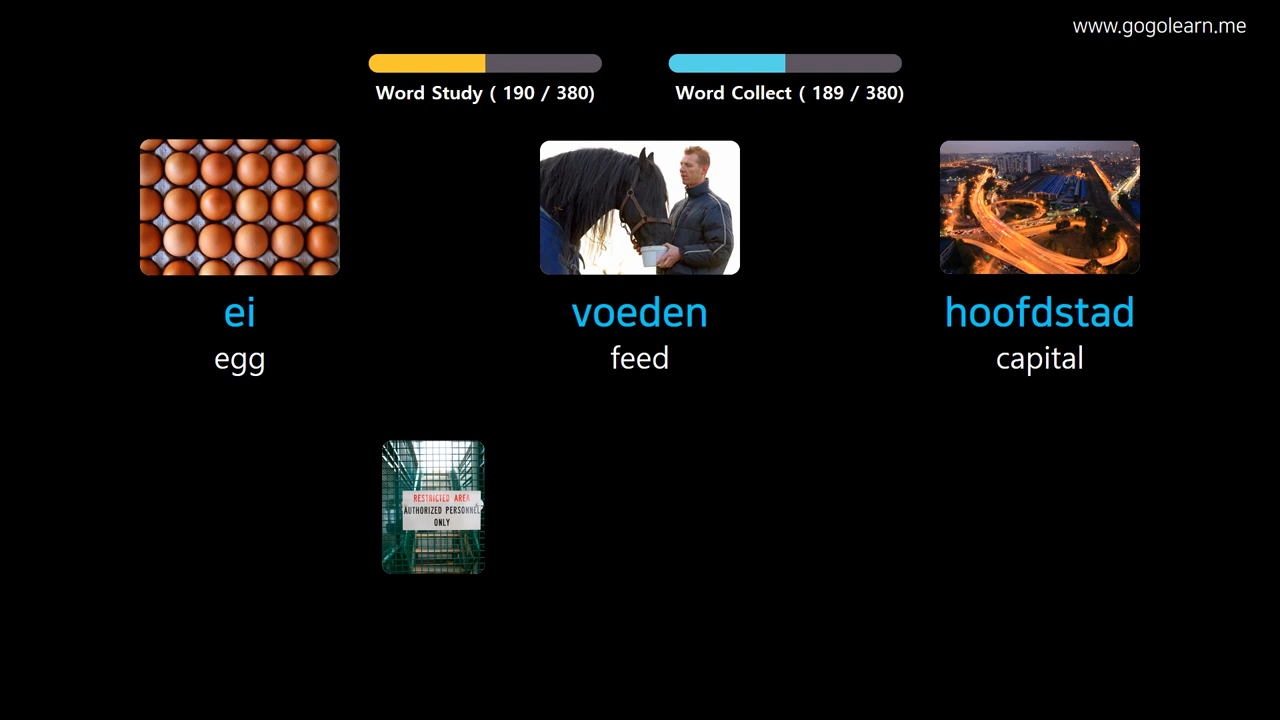 www.gogolearn.me
Word Study ( 190 / 380)
Word Collect ( 189 / 380)
ei
voeden
hoofdstad
egg
feed
capital
RESTRICTED AREA
AUTHORIZED PERSONNEL
ONLY